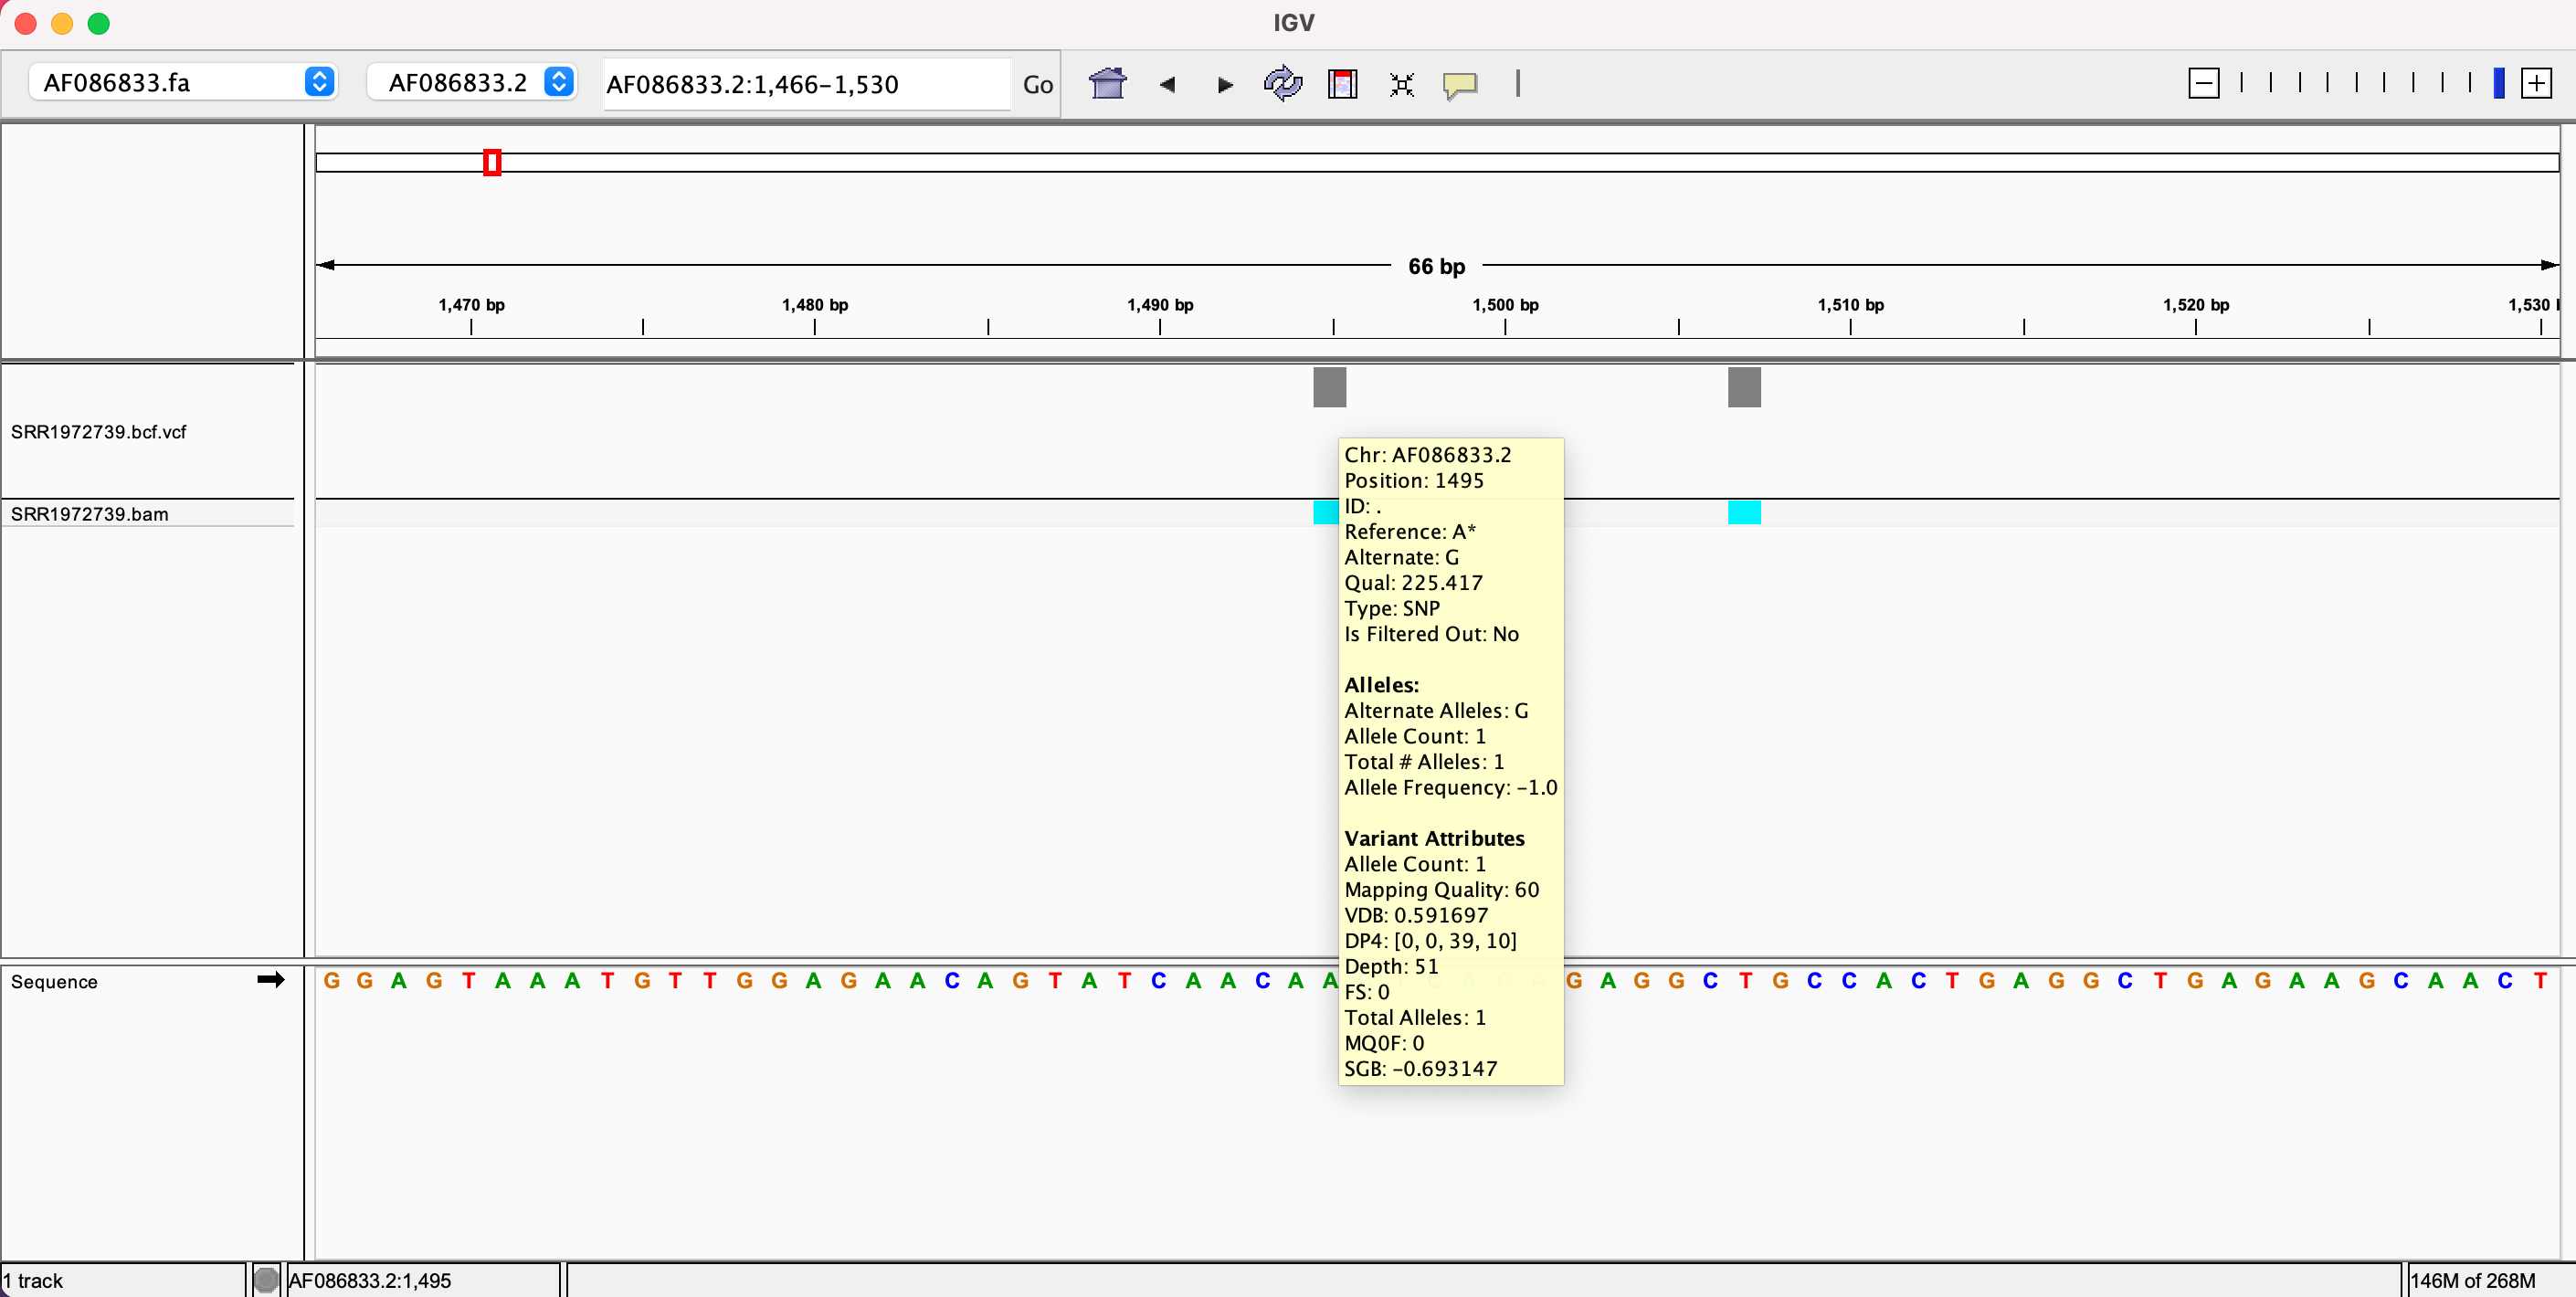 IGV
AF086833.fa AF086833.2 AF086833.2:1,466-1,530 Go
66 bp
1,470 bp 1,480 bp 1,490 bp 1,500 bp 1,510 bp 1,520 bp 1,530
SRR1972739.bcf.vcf
SRR1972739.bam
Chr: AF086833.2
Position: 1495
ID: .
Reference: A*
Alternate: G
Qual: 225.417
Type: SNP
Is Filtered Out: No
Alleles:
Alternate Alleles: G
Allele Count: 1
Total # Alleles: 1
Allele Frequency: -1.0
Variant Attributes
Allele Count: 1
Mapping Quality: 60
VDB: 0.591697
DP4: [0, 0, 39, 10]
Depth: 51
FS: 0
Total Alleles: 1
MQ0F: 0
SGB: -0.693147
Sequence G G A G T A A A T G T T G G A G A A C A G T A T C A A C A A T C A G A G A G G C T G C C A C T G A G G C T G A G A A G C A A C T
1 track AF086833.2:1,495 146M of 268M